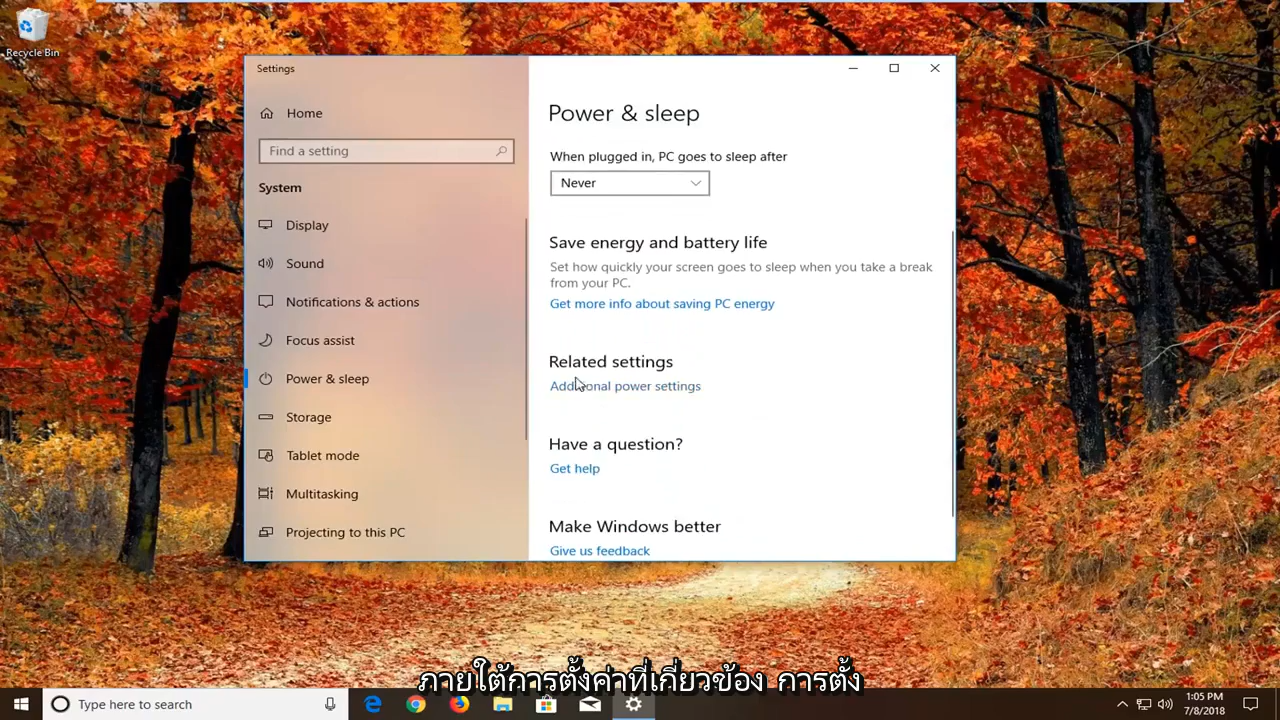 Recycle Bin
Settings
Home
Find a setting
System
Display
Sound
Notifications & actions
Focus assist
Power & sleep
Storage
Tablet mode
Multitasking
Projecting to this PC
Power & sleep
When plugged in, PC goes to sleep after
Never
Save energy and battery life
Set how quickly your screen goes to sleep when you take a break
from your PC.
Get more info about saving PC energy
Related settings
Additional power settings
Have a question?
Get help
Make Windows better
Give us feedback
ภายใต้การตั้งค่าที่เกี่ยวข้อง การตั้ง
Type here to search
1:05 PM
7/8/2018